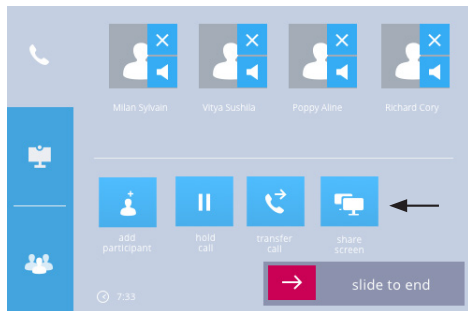 Milan Sylvain Vitya Sushila Poppy Aline Richard Cory
add participant
hold call
transfer call
share screen
7:33
slide to end